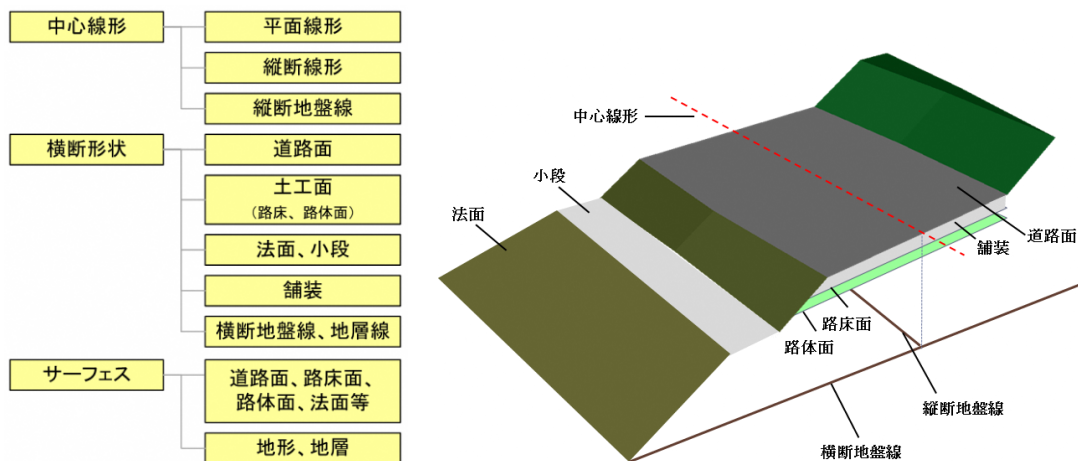 中心線形
平面線形
縦断線形
縦断地盤線
横断形状
道路面
土工面
(路床、路体面)
法面、小段
舗装
横断地盤線、地層線
サーフェス
道路面、路床面、
路体面、法面等
地形、地層
中心線形
小段
法面
道路面
舗装
路床面
路体面
縦断地盤線
横断地盤線